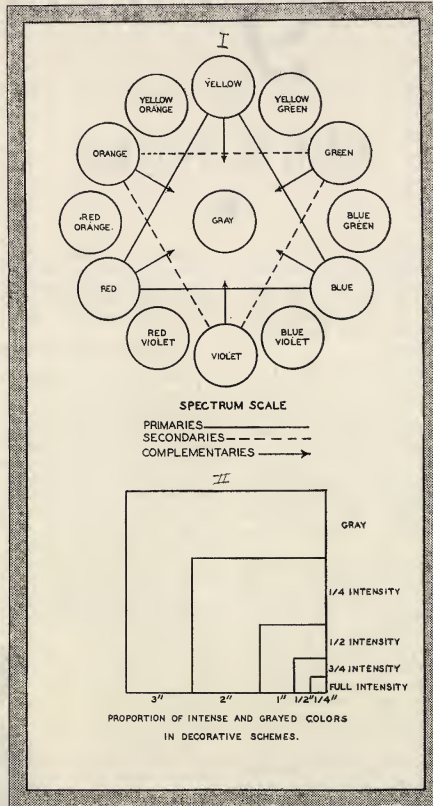 I
YELLOW
YELLOW
ORANGE
YELLOW
GREEN
ORANGE
GREEN
GRAY
RED
ORANGE.
BLUE
GREEN
RED
BLUE
RED
VIOLET
BLUE
VIOLET
VIOLET
SPECTRUM SCALE
PRIMARIES
SECONDARIES
COMPLEMENTARIES
II
GRAY
1/4 INTENSITY
1/2 INTENSITY
3/4 INTENSITY
FULL INTENSITY
3" 2" 1" 1/2" 1/4"
PROPORTION OF INTENSE AND GRAYED COLORS
IN DECORATIVE SCHEMES.